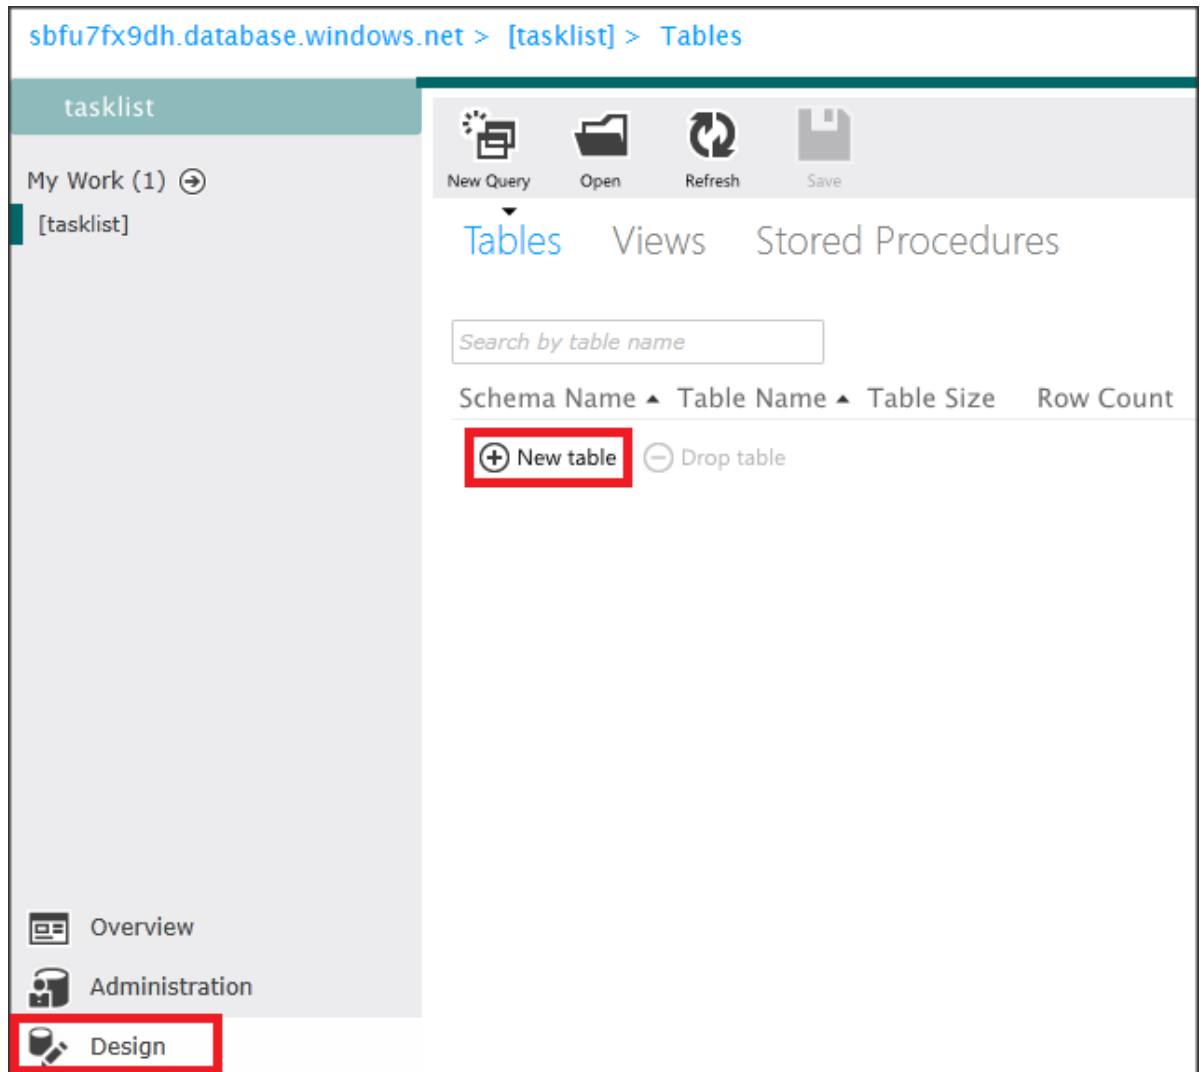 sbfu7fx9dh.database.windows.net > [tasklist] > Tables
tasklist
My Work (1)
[tasklist]
New Query Open Refresh Save
Tables Views Stored Procedures
Search by table name
Schema Name Table Name Table Size Row Count
New table Drop table
Overview
Administration
Design